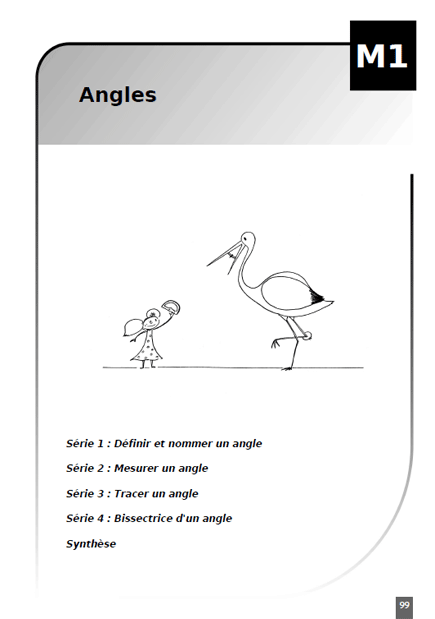 M1
Angles
Série 1 : Définir et nommer un angle
Série 2 : Mesurer un angle
Série 3 : Tracer un angle
Série 4 : Bissectrice d'un angle
Synthèse
99